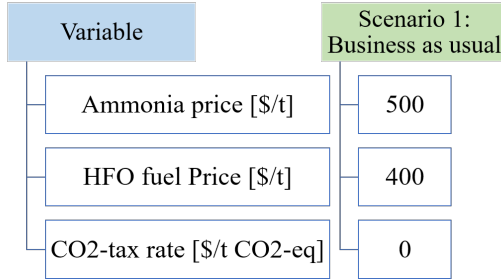 Variable
Scenario 1:
Business as usual
Ammonia price [$/t]
500
HFO fuel Price [$/t]
400
CO2-tax rate [$/t CO2-eq]
0